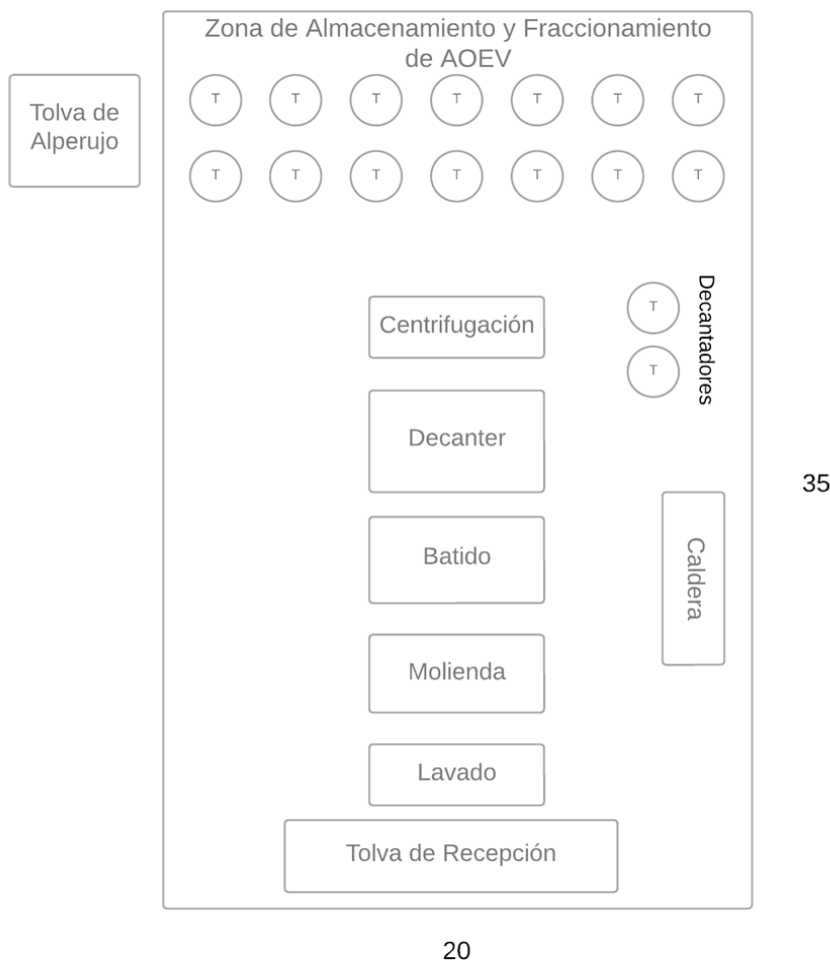 Zona de Almacenamiento y Fraccionamiento
de AOEV
Tolva de
Alperujo
T T T T T T T
T T T T T T T
Centrifugación
T
T
Decantadores
Decanter
35
Batido
Caldera
Molienda
Lavado
Tolva de Recepción
20